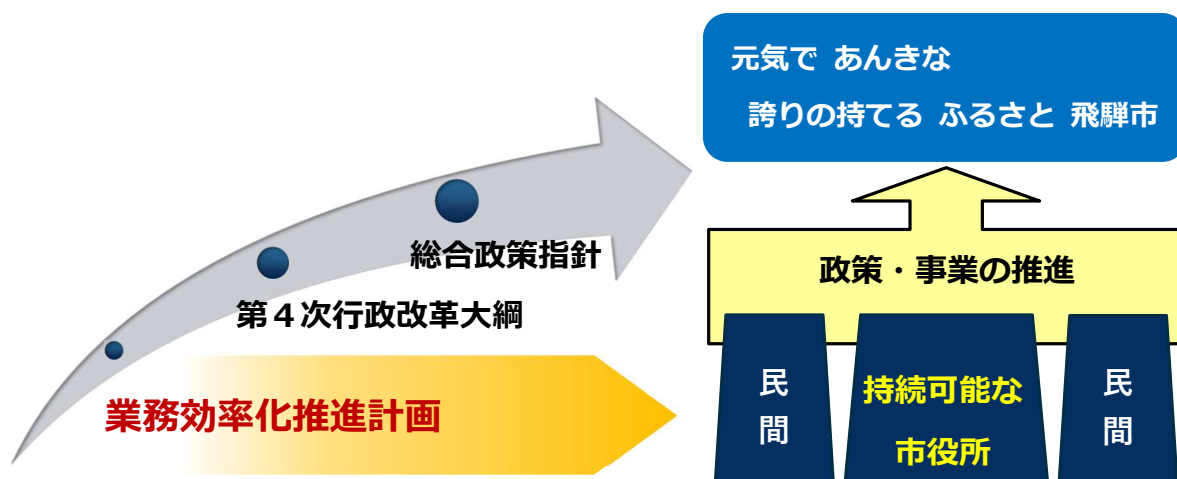 元気で あんきな
誇りの持てる ふるさと 飛騨市
総合政策指針
第４次行政改革大綱
業務効率化推進計画
政策・事業の推進
民間
持続可能な
市役所
民間